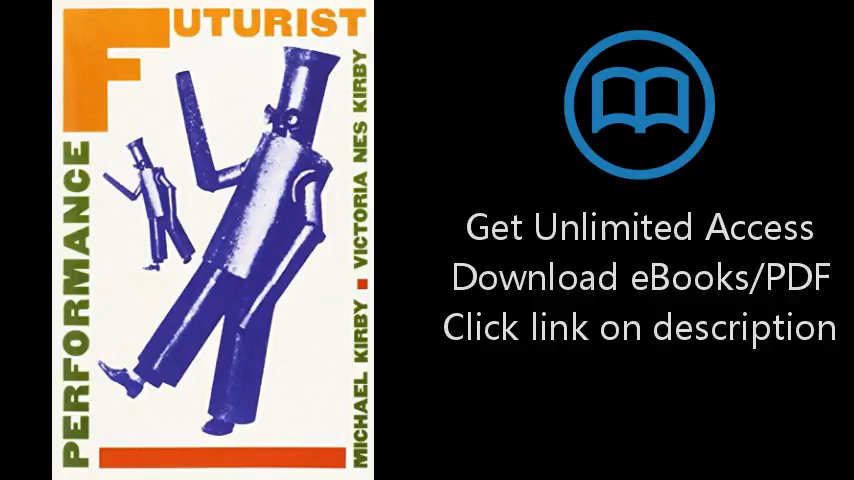 FUTURIST
PERFORMANCE
MICHAEL KIRBY ▪ VICTORIA NES KIRBY
Get Unlimited Access
Download eBooks/PDF
Click link on description